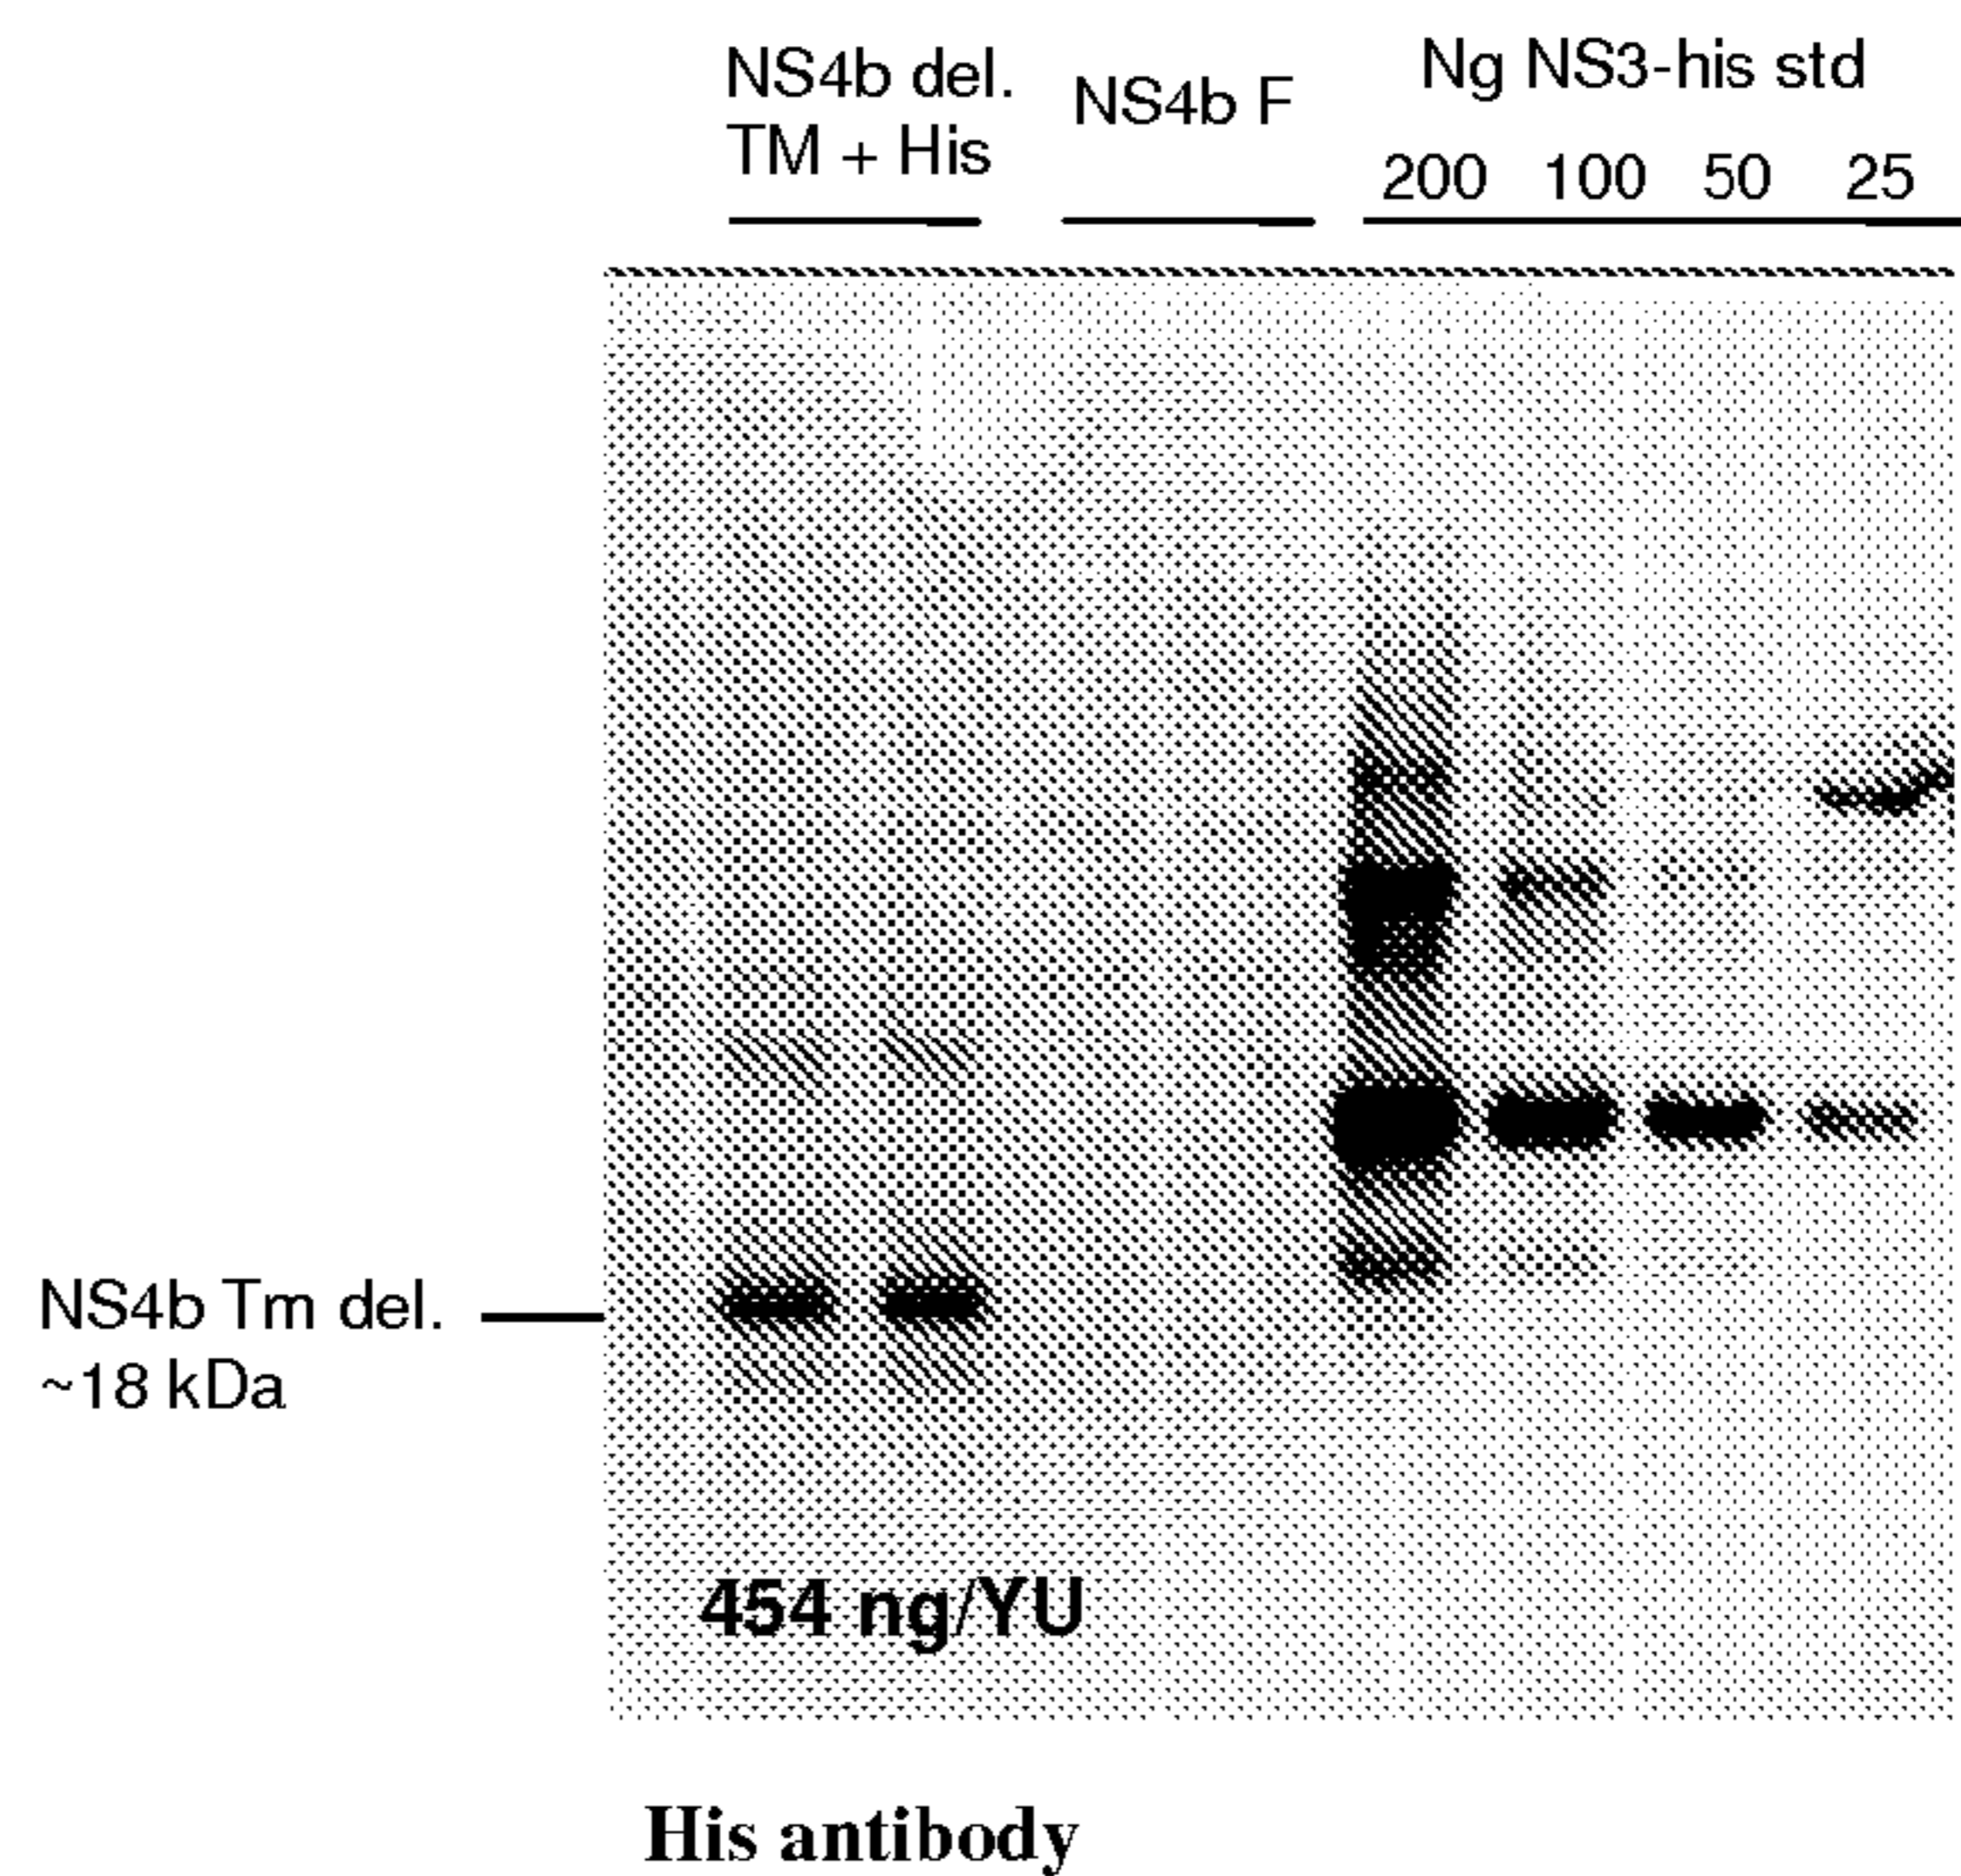 NS4b del.
TM + His
NS4b F
Ng NS3-his std
200 100 50 25
NS4b Tm del.
~18 kDa
454 ng/YU
His antibody